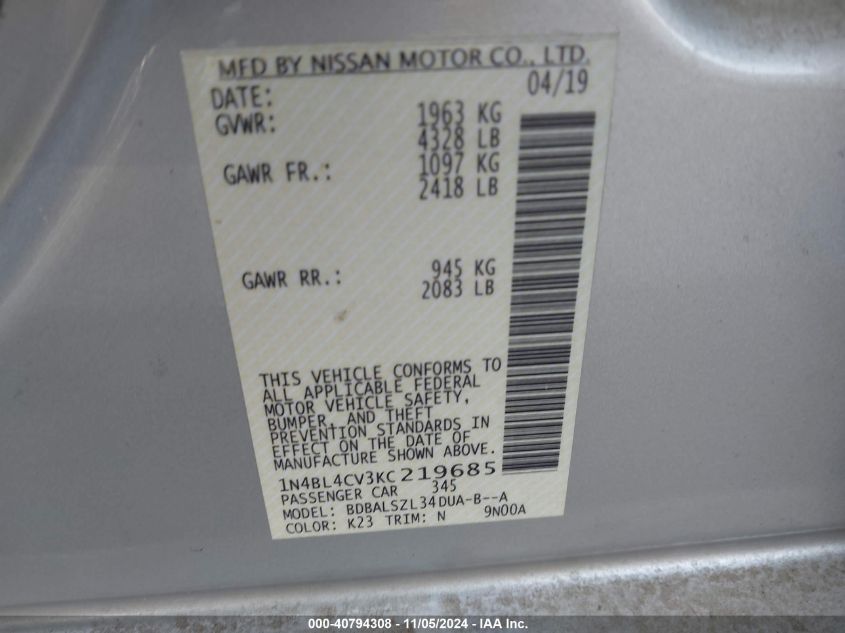 MFD BY NISSAN MOTOR CO., LTD.
DATE: 04/19
GVWR: 1963 KG
4328 LB
GAWR FR.: 1097 KG
2418 LB
GAWR RR.: 945 KG
2083 LB
THIS VEHICLE CONFORMS TO
ALL APPLICABLE FEDERAL
MOTOR VEHICLE SAFETY,
BUMPER, AND THEFT
PREVENTION STANDARDS IN
EFFECT ON THE DATE OF
MANUFACTURE SHOWN ABOVE.
1N4BL4CV3KC219685
PASSENGER CAR 345
MODEL: BDBALSZL34DUA-B--A
COLOR: K23 TRIM: N 9N00A
000-40794308 - 11/05/2024 - IAA Inc.